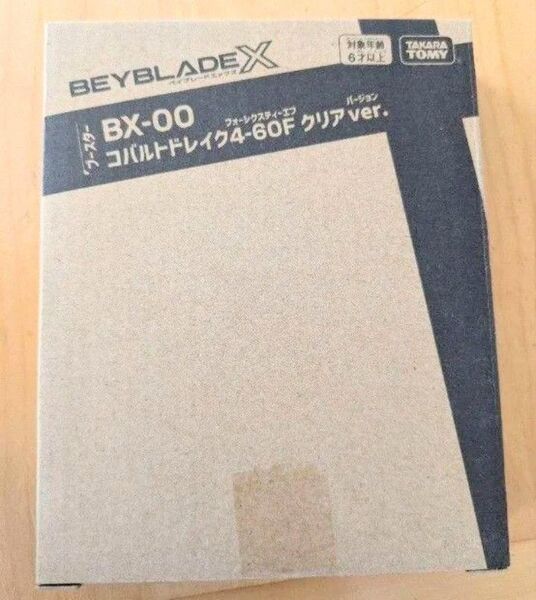 BEYBLADE X
ベイブレードエックス
対象年齢
6才以上
TAKARA
TOMY
ブースター
BX-00
フォーシクスティーエフ
バージョン
コバルトドレイク4-60F クリアver.